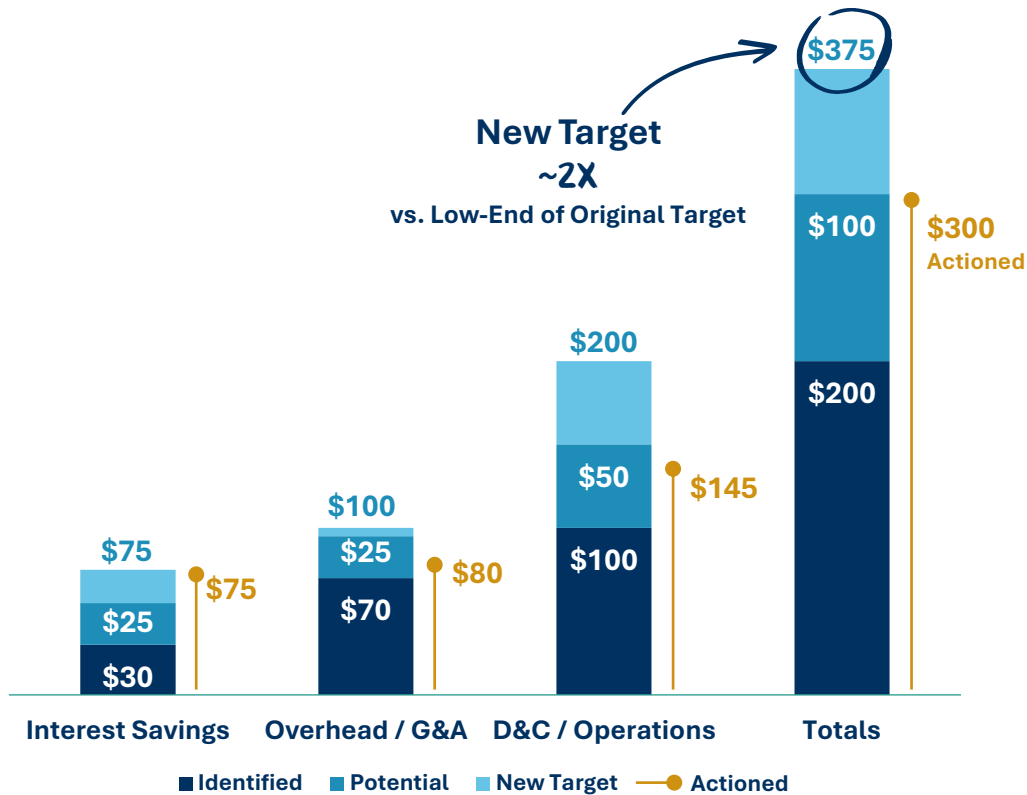 $375
New Target
~2X
vs. Low-End of Original Target
$100
$300
Actioned
$200
$200
$50
$145
$100
$100
$25
$80
$70
$75
$75
$25
$30
Interest Savings
Overhead / G&A
D&C / Operations
Totals
Identified
Potential
New Target
Actioned